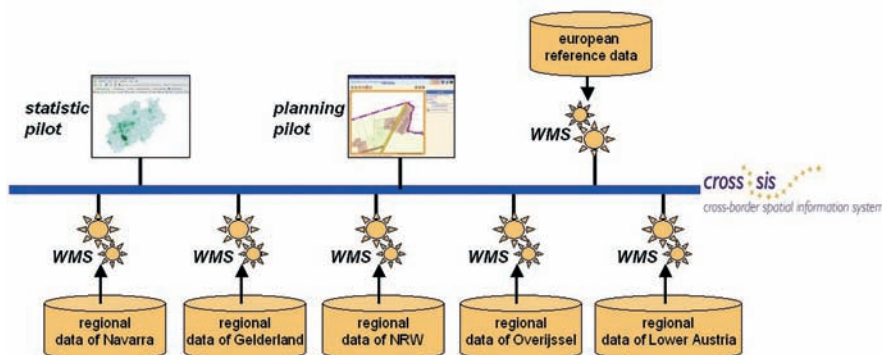 european
reference data
statistic
pilot
planning
pilot
WMS
cross sis
cross-border spatial information system
WMS
WMS
WMS
WMS
WMS
regional
data of Navarra
regional
data of Gelderland
regional
data of NRW
regional
data of Overijssel
regional
data of Lower Austria